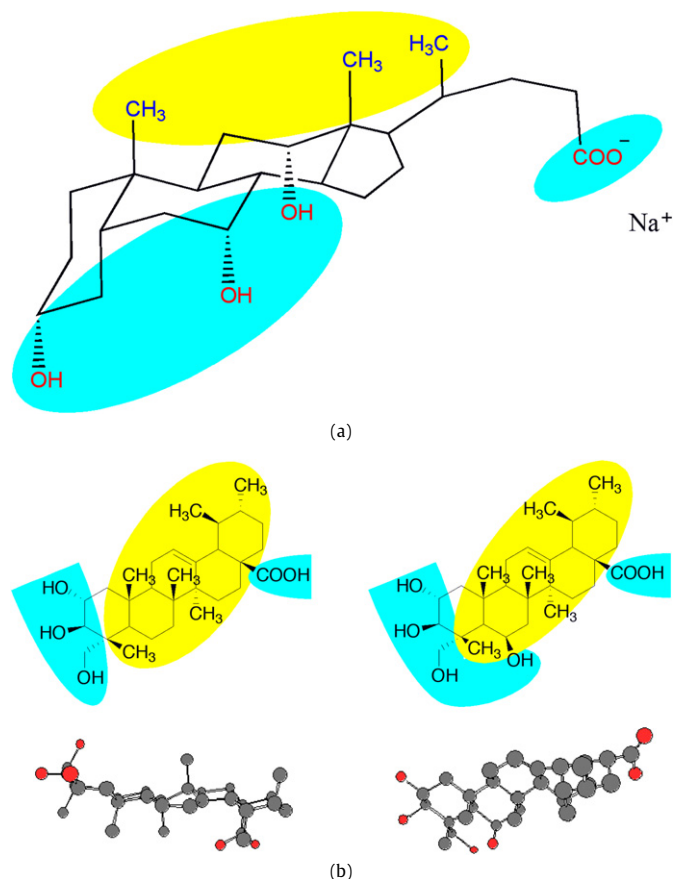 H₃C
CH₃
CH₃
COO⁻
OH
Na⁺
OH
OH
(a)
CH₃
H₃C
CH₃ CH₃
COOH
HO
HO
CH₃
CH₃
OH
CH₃
H₃C
CH₃ CH₃
COOH
HO
HO
CH₃
CH₃
OH
OH
(b)